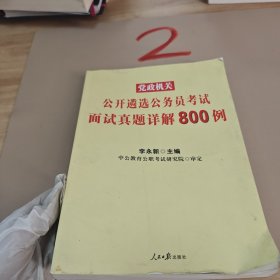 2
党政机关
公开遴选公务员考试
面试真题详解800例
李永新◎主编
中公教育公职考试研究院◎审定
人民日报出版社